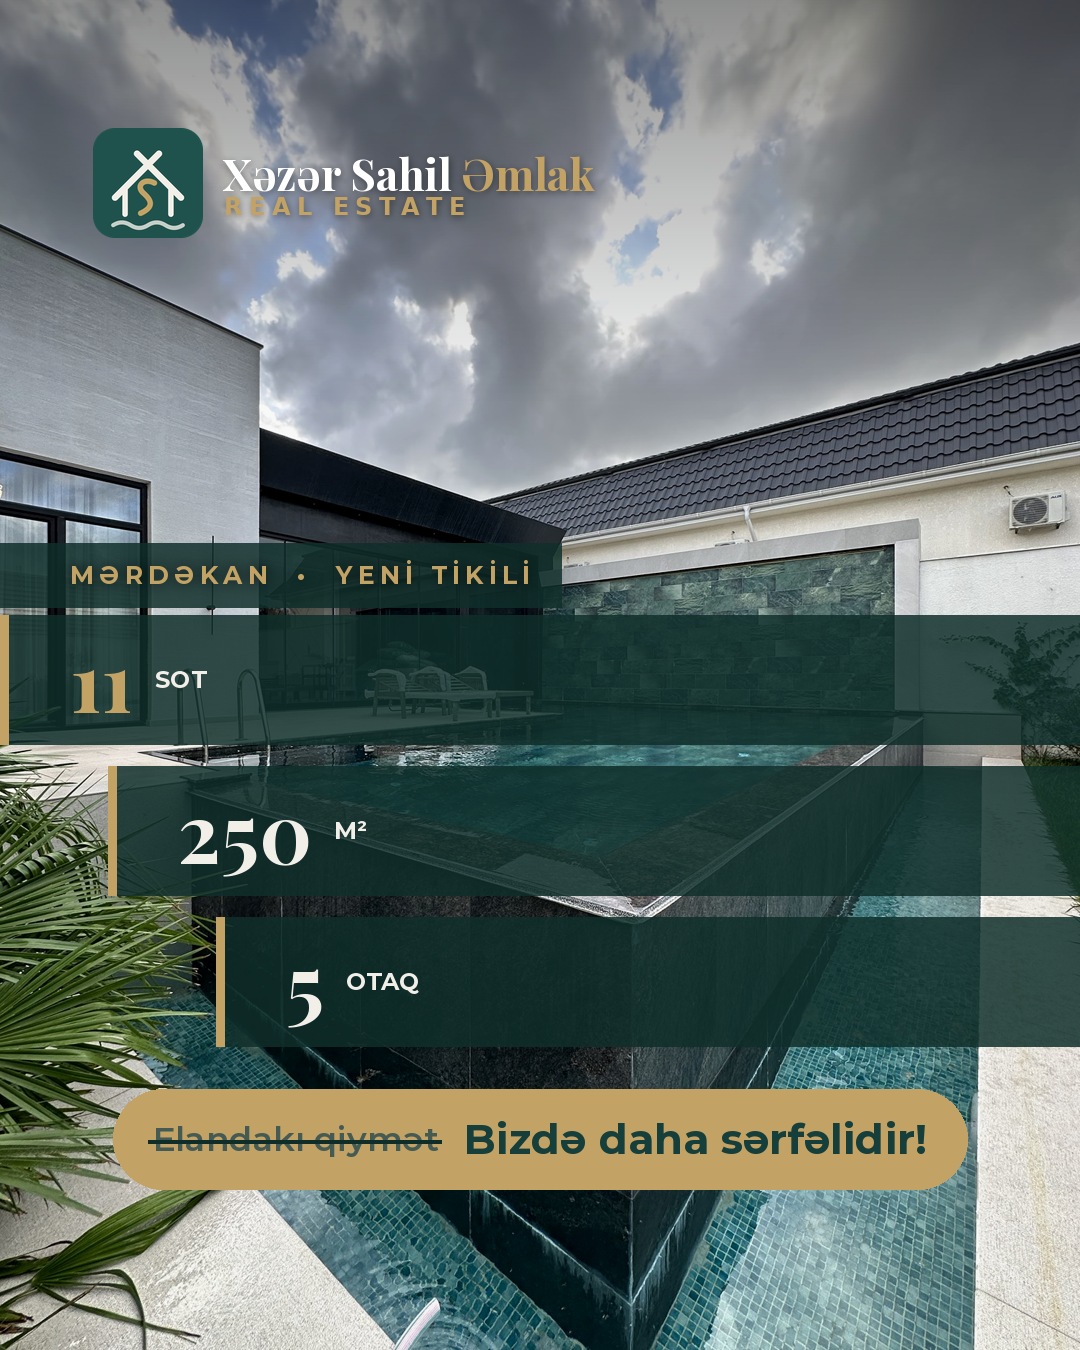 Xəzər Sahil Əmlak
REAL ESTATE
MƏRDƏKAN • YENİ TİKİLİ
11 SOT
250 M²
5 OTAQ
Elandakı qiymət Bizdə daha sərfəlidir!